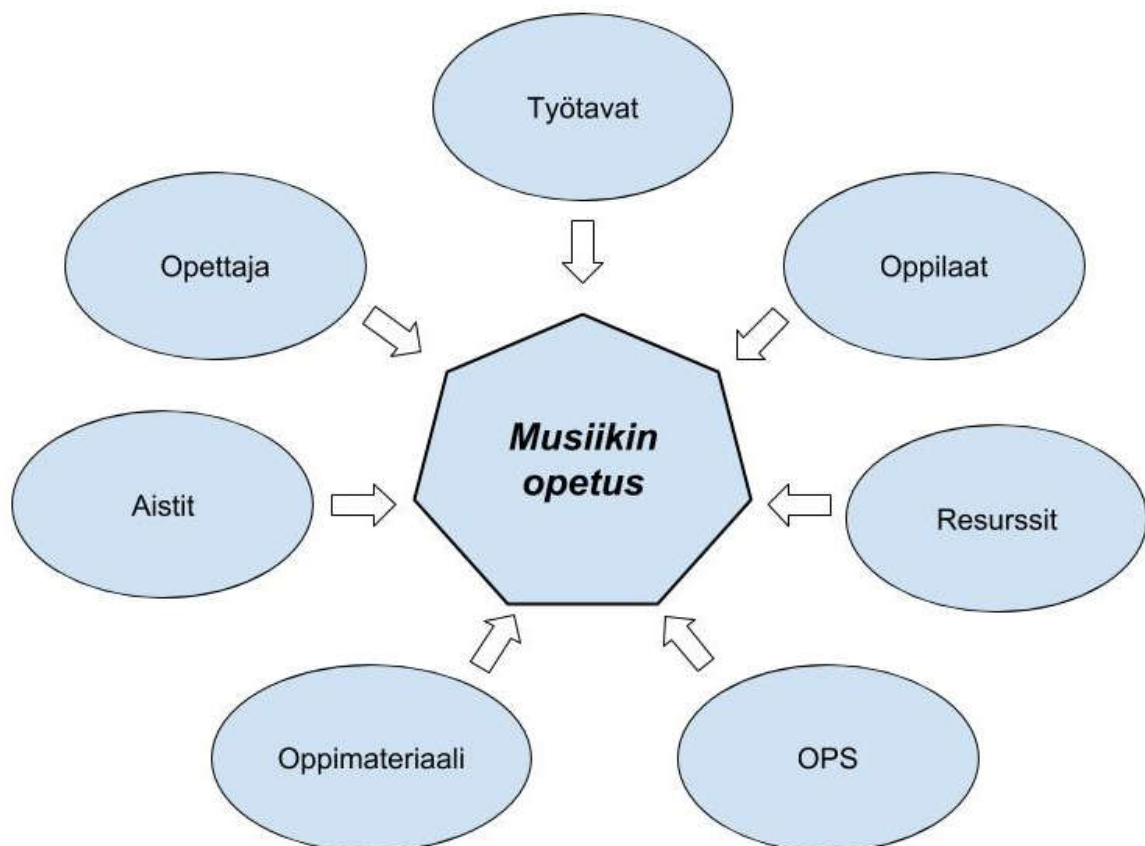 Työtavat
Opettaja
Oppilaat
Musiikin
opetus
Aistit
Resurssit
Oppimateriaali
OPS